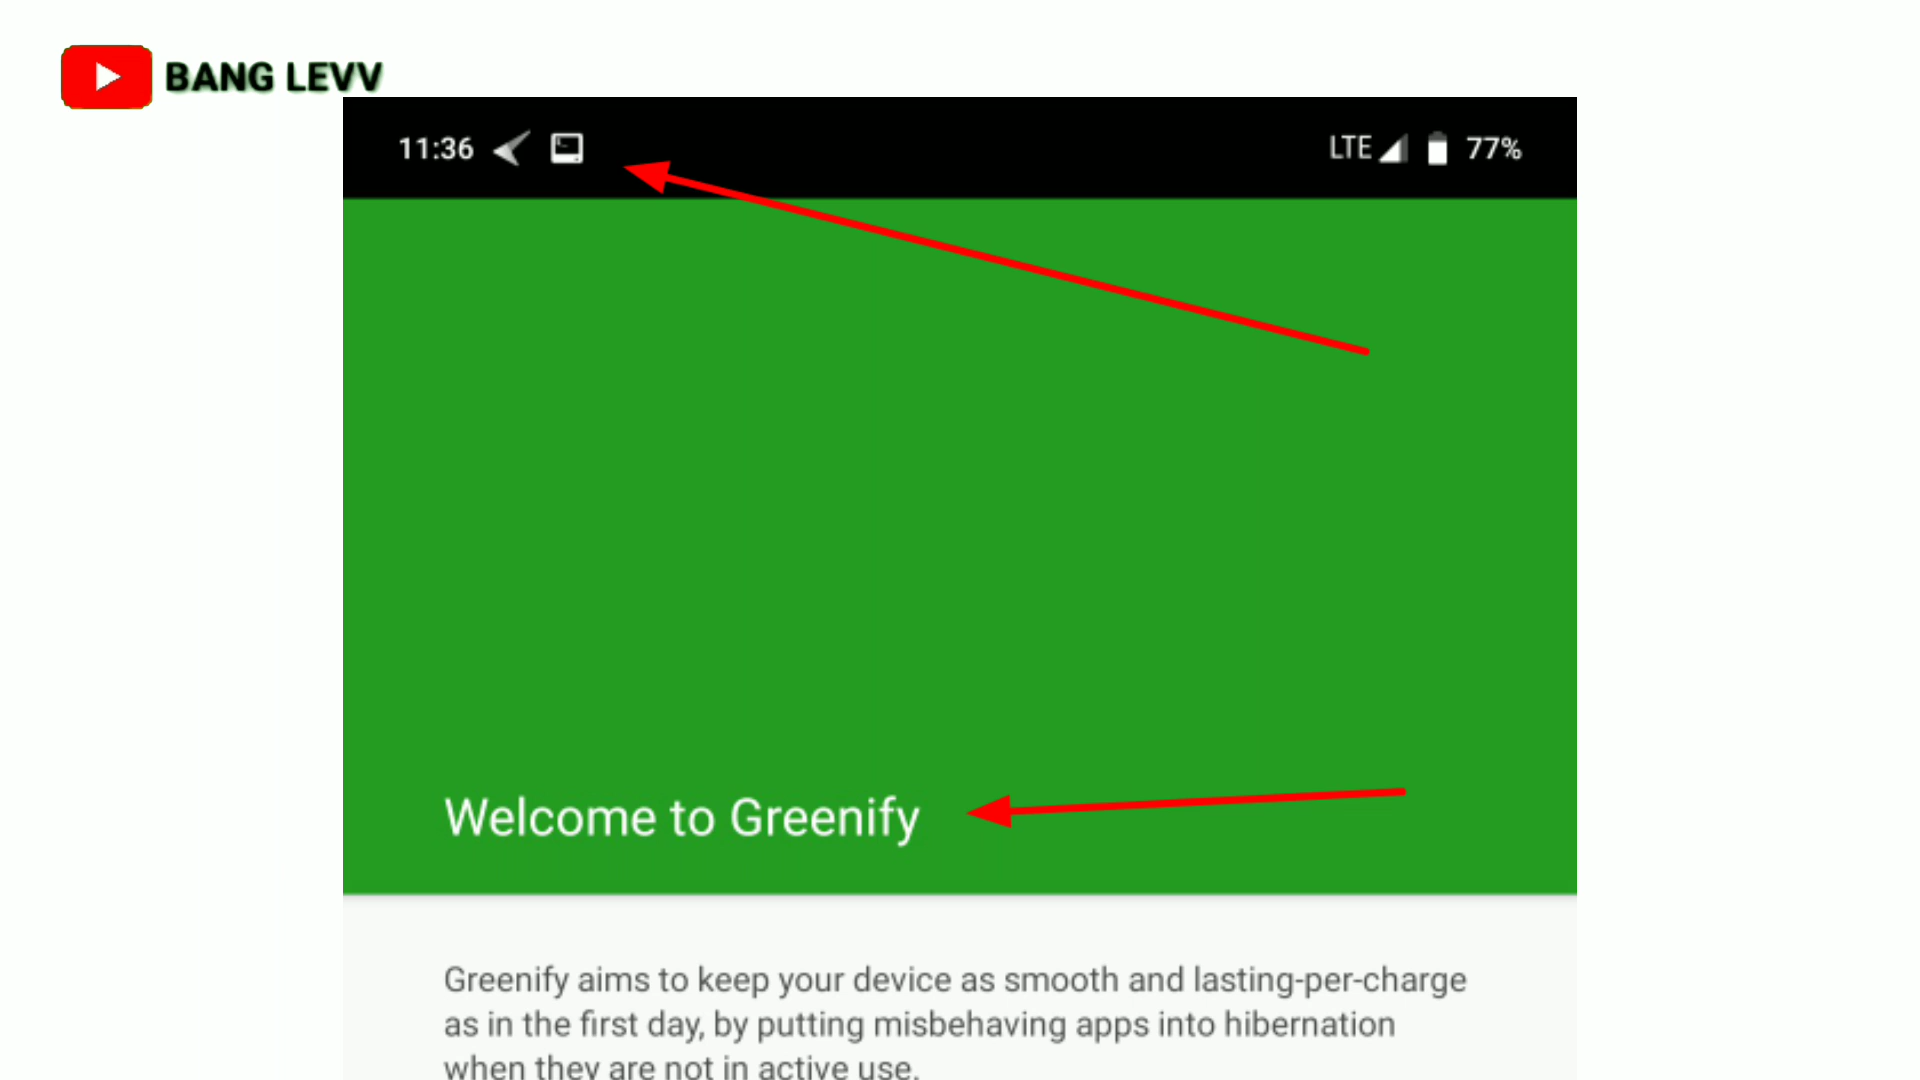 BANG LEVV
11:36 LTE 77%
Welcome to Greenify
Greenify aims to keep your device as smooth and lasting-per-charge
as in the first day, by putting misbehaving apps into hibernation
when they are not in active use.